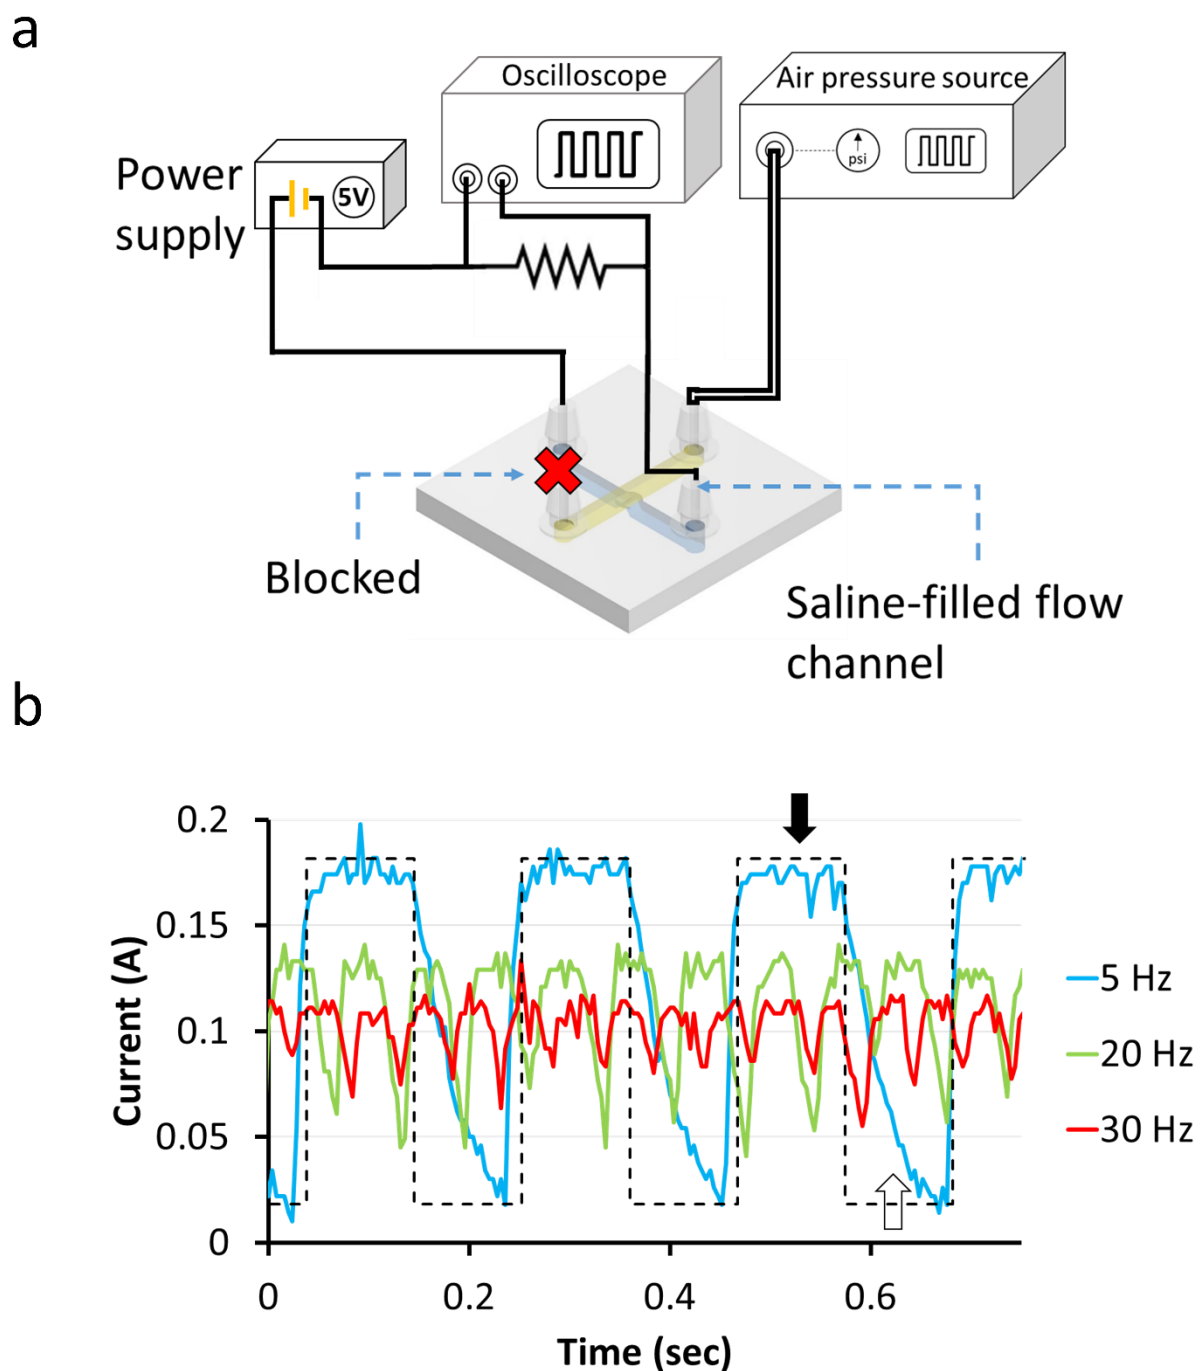 a
Oscilloscope
Air pressure source
psi
Power
supply
5V
Blocked
Saline-filled flow
channel
b
Current (A)
0.2
0.15
0.1
0.05
0
0
0.2
0.4
0.6
Time (sec)
5 Hz
20 Hz
30 Hz